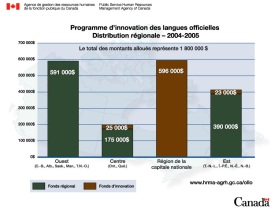 Agence de gestion des ressources humaines
de la fonction publique du Canada
Public Service Human Resources
Management Agency of Canada
Programme d'innovation des langues officielles
Distribution régionale – 2004-2005
Le total des montants alloués représente 1 800 000 $
700 000$
600 000$
500 000$
400 000$
300 000$
200 000$
100 000$
0$
591 000$
25 000$
175 000$
596 000$
23 000$
390 000$
Ouest
Centre
(Ont., Qué.)
Région de la
capitale nationale
Est
Fonds régional
Fonds d'innovation
www.hrma-agrh.gc.ca/ollo
Canada